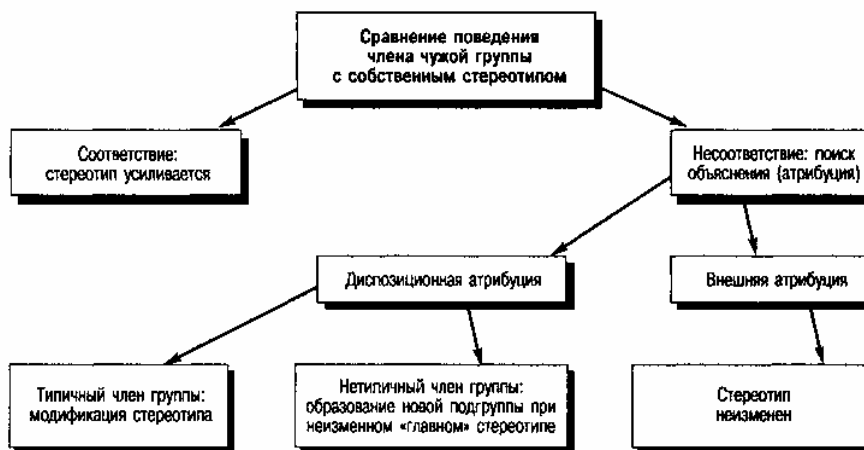 Сравнение поведения
члена чужой группы
с собственным стереотипом
Соответствие:
стереотип усиливается
Несоответствие: поиск
объяснения (атрибуция)
Диспозиционная атрибуция
Внешняя атрибуция
Типичный член группы:
модификация стереотипа
Нетипичный член группы:
образование новой подгруппы при
неизменном «главном» стереотипе
Стереотип
неизменен